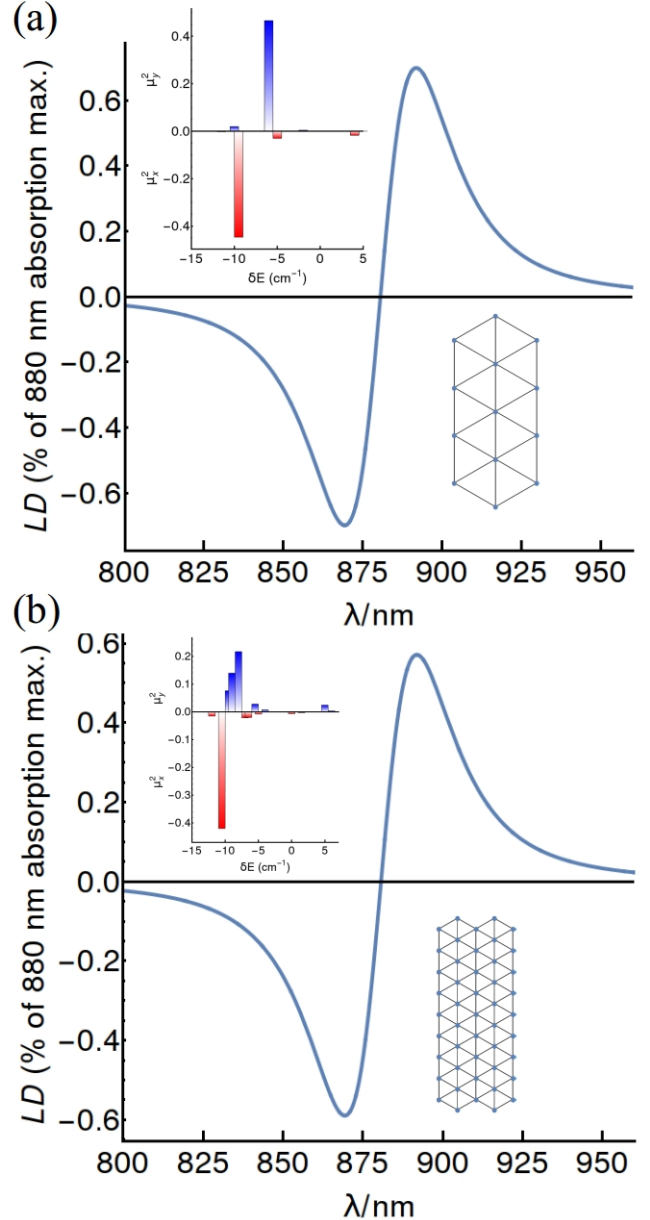 (a)
LD (% of 880 nm absorption max.)
0.6
0.4
0.2
0.0
−0.2
−0.4
−0.6
800 825 850 875 900 925 950
λ/nm
μ²y
μ²x
0.4
0.2
0.0
−0.2
−0.4
−15 −10 −5 0 5
δE (cm⁻¹)
(b)
LD (% of 880 nm absorption max.)
0.6
0.4
0.2
0.0
−0.2
−0.4
−0.6
800 825 850 875 900 925 950
λ/nm
μ²y
μ²x
0.2
0.1
0.0
−0.1
−0.2
−0.3
−0.4
−15 −10 −5 0 5
δE (cm⁻¹)